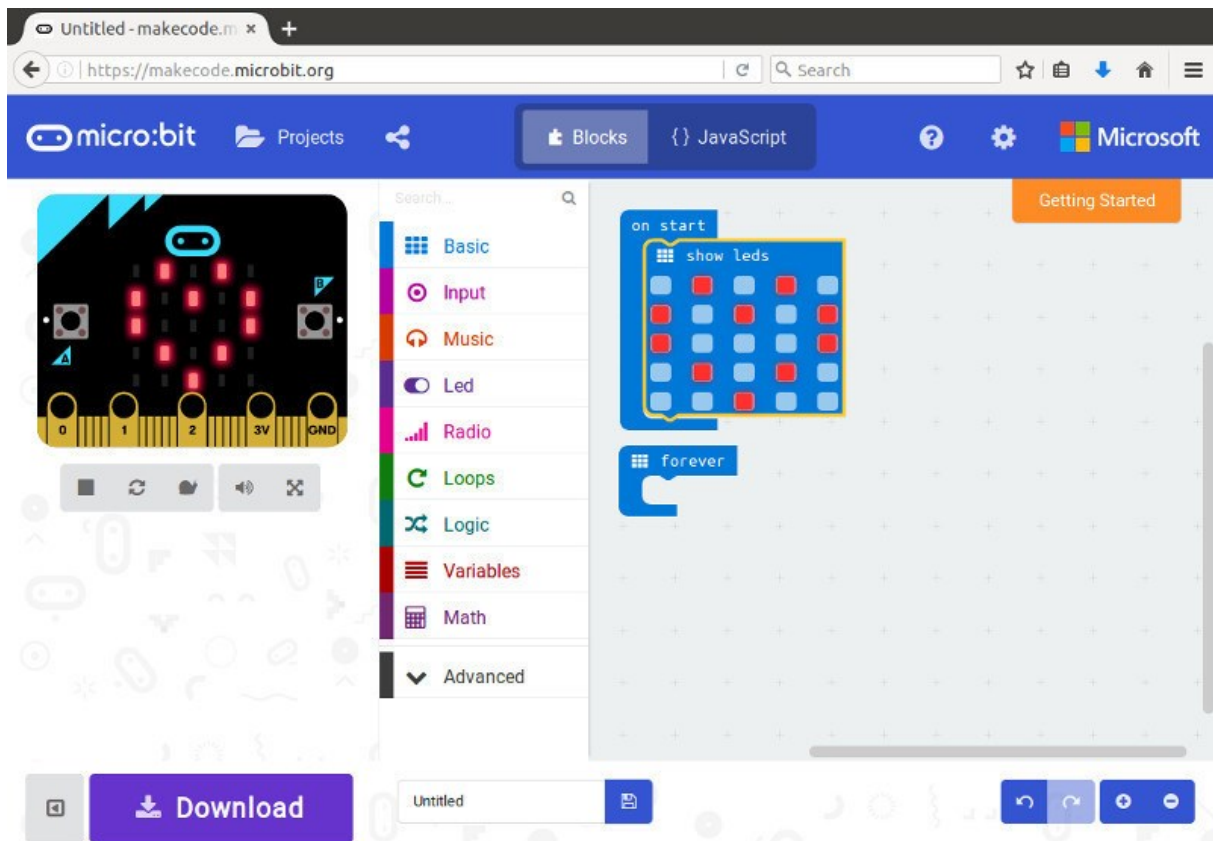 Untitled - makecode.m
https://makecode.microbit.org
Search
micro:bit
Projects
Blocks
{ } JavaScript
Microsoft
Getting Started
Search...
Basic
Input
Music
Led
Radio
Loops
Logic
Variables
Math
Advanced
A
B
0 1 2 3V GND
on start
show leds
forever
Download
Untitled